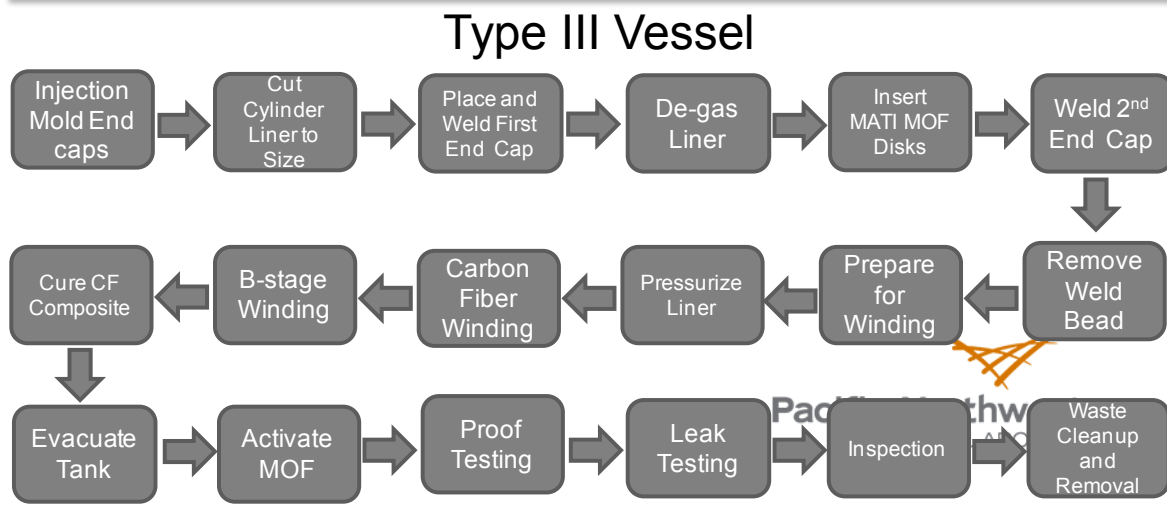 Type III Vessel
Injection
Mold End
caps
Cut
Cylinder
Liner to
Size
Place and
Weld First
End Cap
De-gas
Liner
Insert
MATI MOF
Disks
Weld 2nd
End Cap
Remove
Weld
Bead
Prepare
for
Winding
Pressurize
Liner
Carbon
Fiber
Winding
B-stage
Winding
Cure CF
Composite
Evacuate
Tank
Activate
MOF
Proof
Testing
Leak
Testing
Inspection
Waste
Cleanup
and
Removal